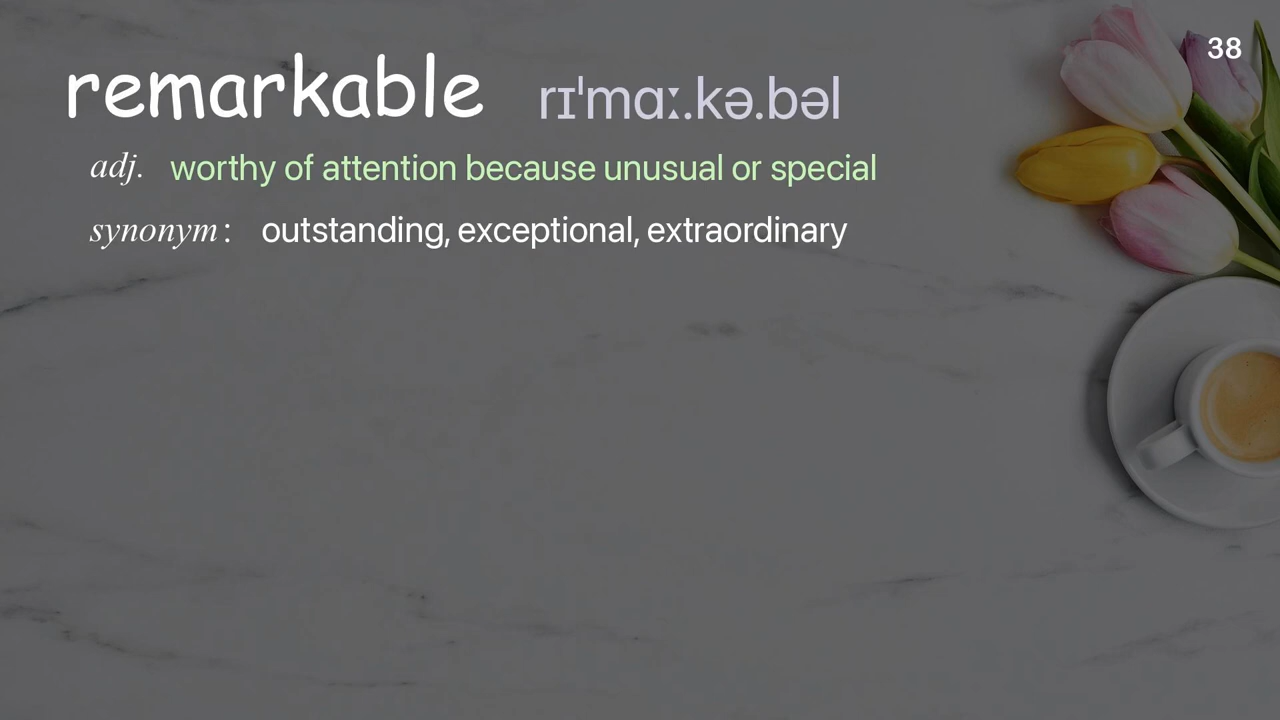 38
remarkable rɪˈmɑː.kə.bəl
adj. worthy of attention because unusual or special
synonym: outstanding, exceptional, extraordinary